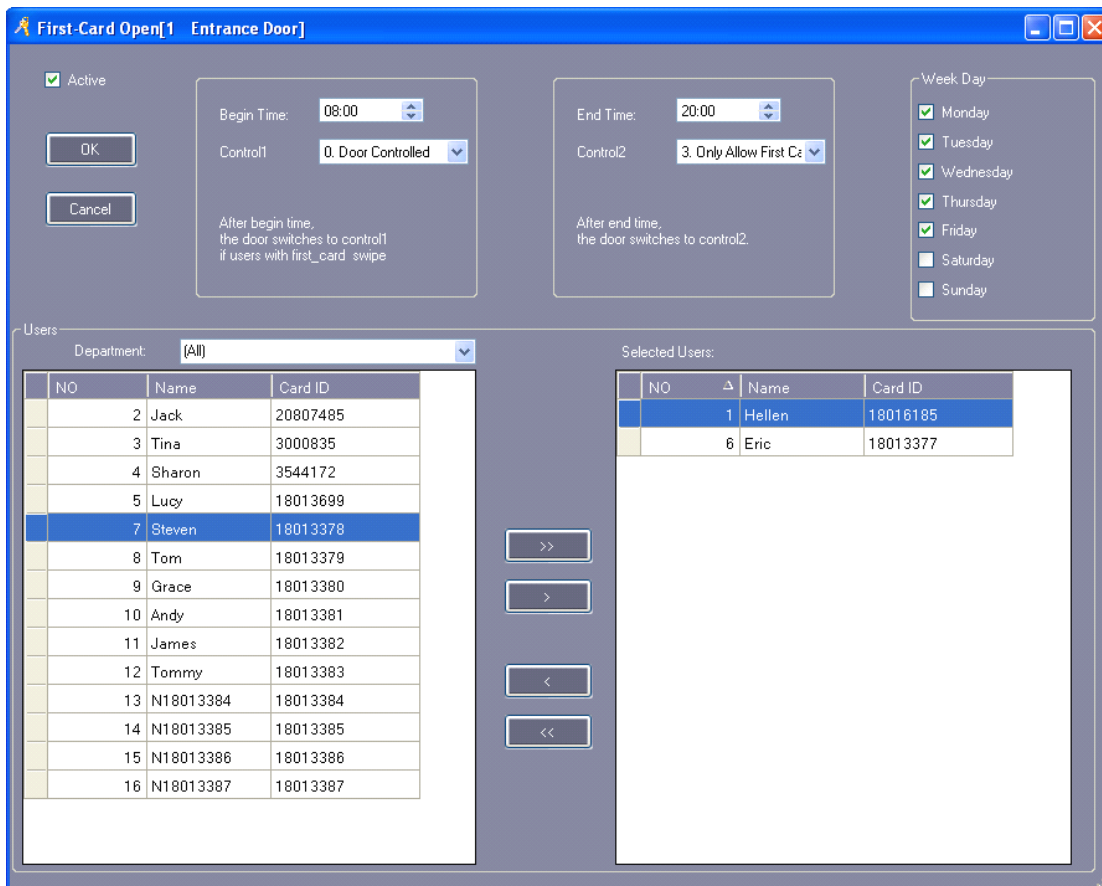 First-Card Open[1 Entrance Door]
Active
OK
Cancel
Begin Time: 08:00
Control1 0. Door Controlled
After begin time,
the door switches to control1
if users with first_card swipe
End Time: 20:00
Control2 3. Only Allow First Ca
After end time,
the door switches to control2.
Week Day
Monday
Tuesday
Wednesday
Thursday
Friday
Saturday
Sunday
Users
Department: (All)
NO Name Card ID
2 Jack 20807485
3 Tina 3000835
4 Sharon 3544172
5 Lucy 18013699
7 Steven 18013378
8 Tom 18013379
9 Grace 18013380
10 Andy 18013381
11 James 18013382
12 Tommy 18013383
13 N18013384 18013384
14 N18013385 18013385
15 N18013386 18013386
16 N18013387 18013387
>>
>
<
<<
Selected Users:
NO Δ Name Card ID
1 Hellen 18016185
6 Eric 18013377